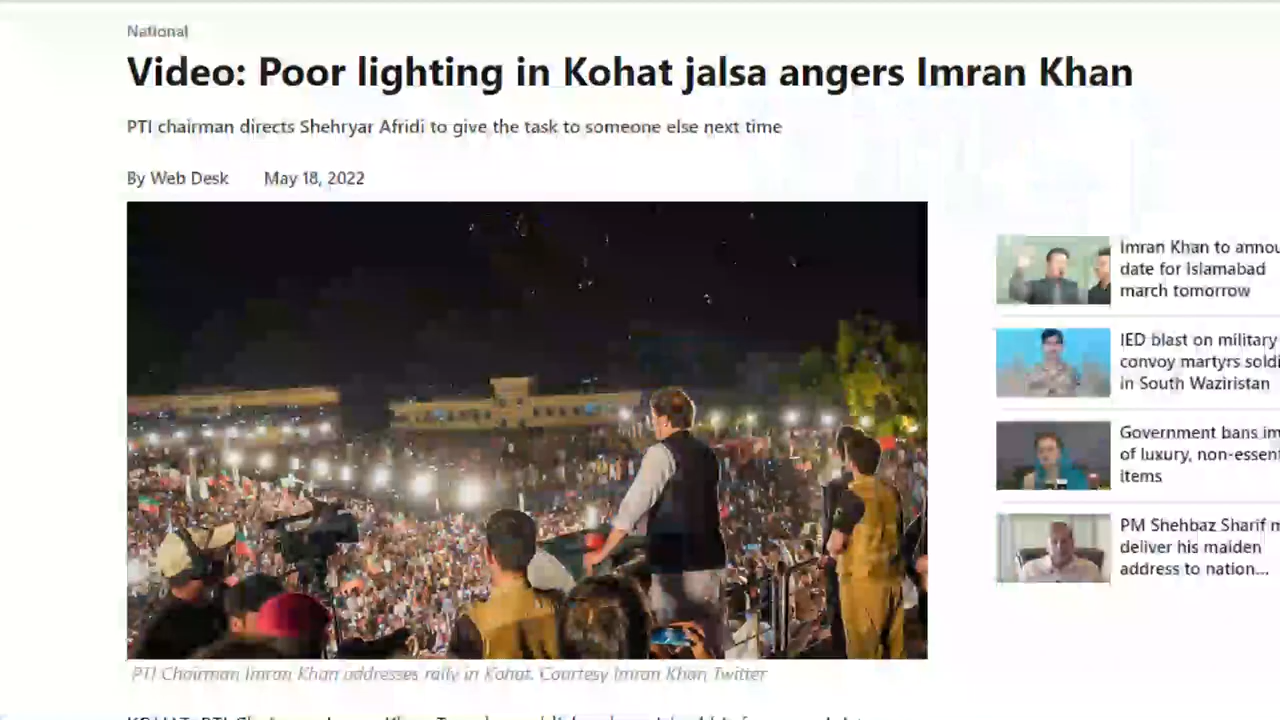 National
Video: Poor lighting in Kohat jalsa angers Imran Khan
PTI chairman directs Shehryar Afridi to give the task to someone else next time
By Web Desk May 18, 2022
Imran Khan to annou
date for Islamabad
march tomorrow
IED blast on military
convoy martyrs soldi
in South Waziristan
Government bans im
of luxury, non-essent
items
PM Shehbaz Sharif m
deliver his maiden
address to nation...
PTI Chairman Imran Khan addresses rally in Kohat. Courtesy Imran Khan Twitter
KOHAT: PTI